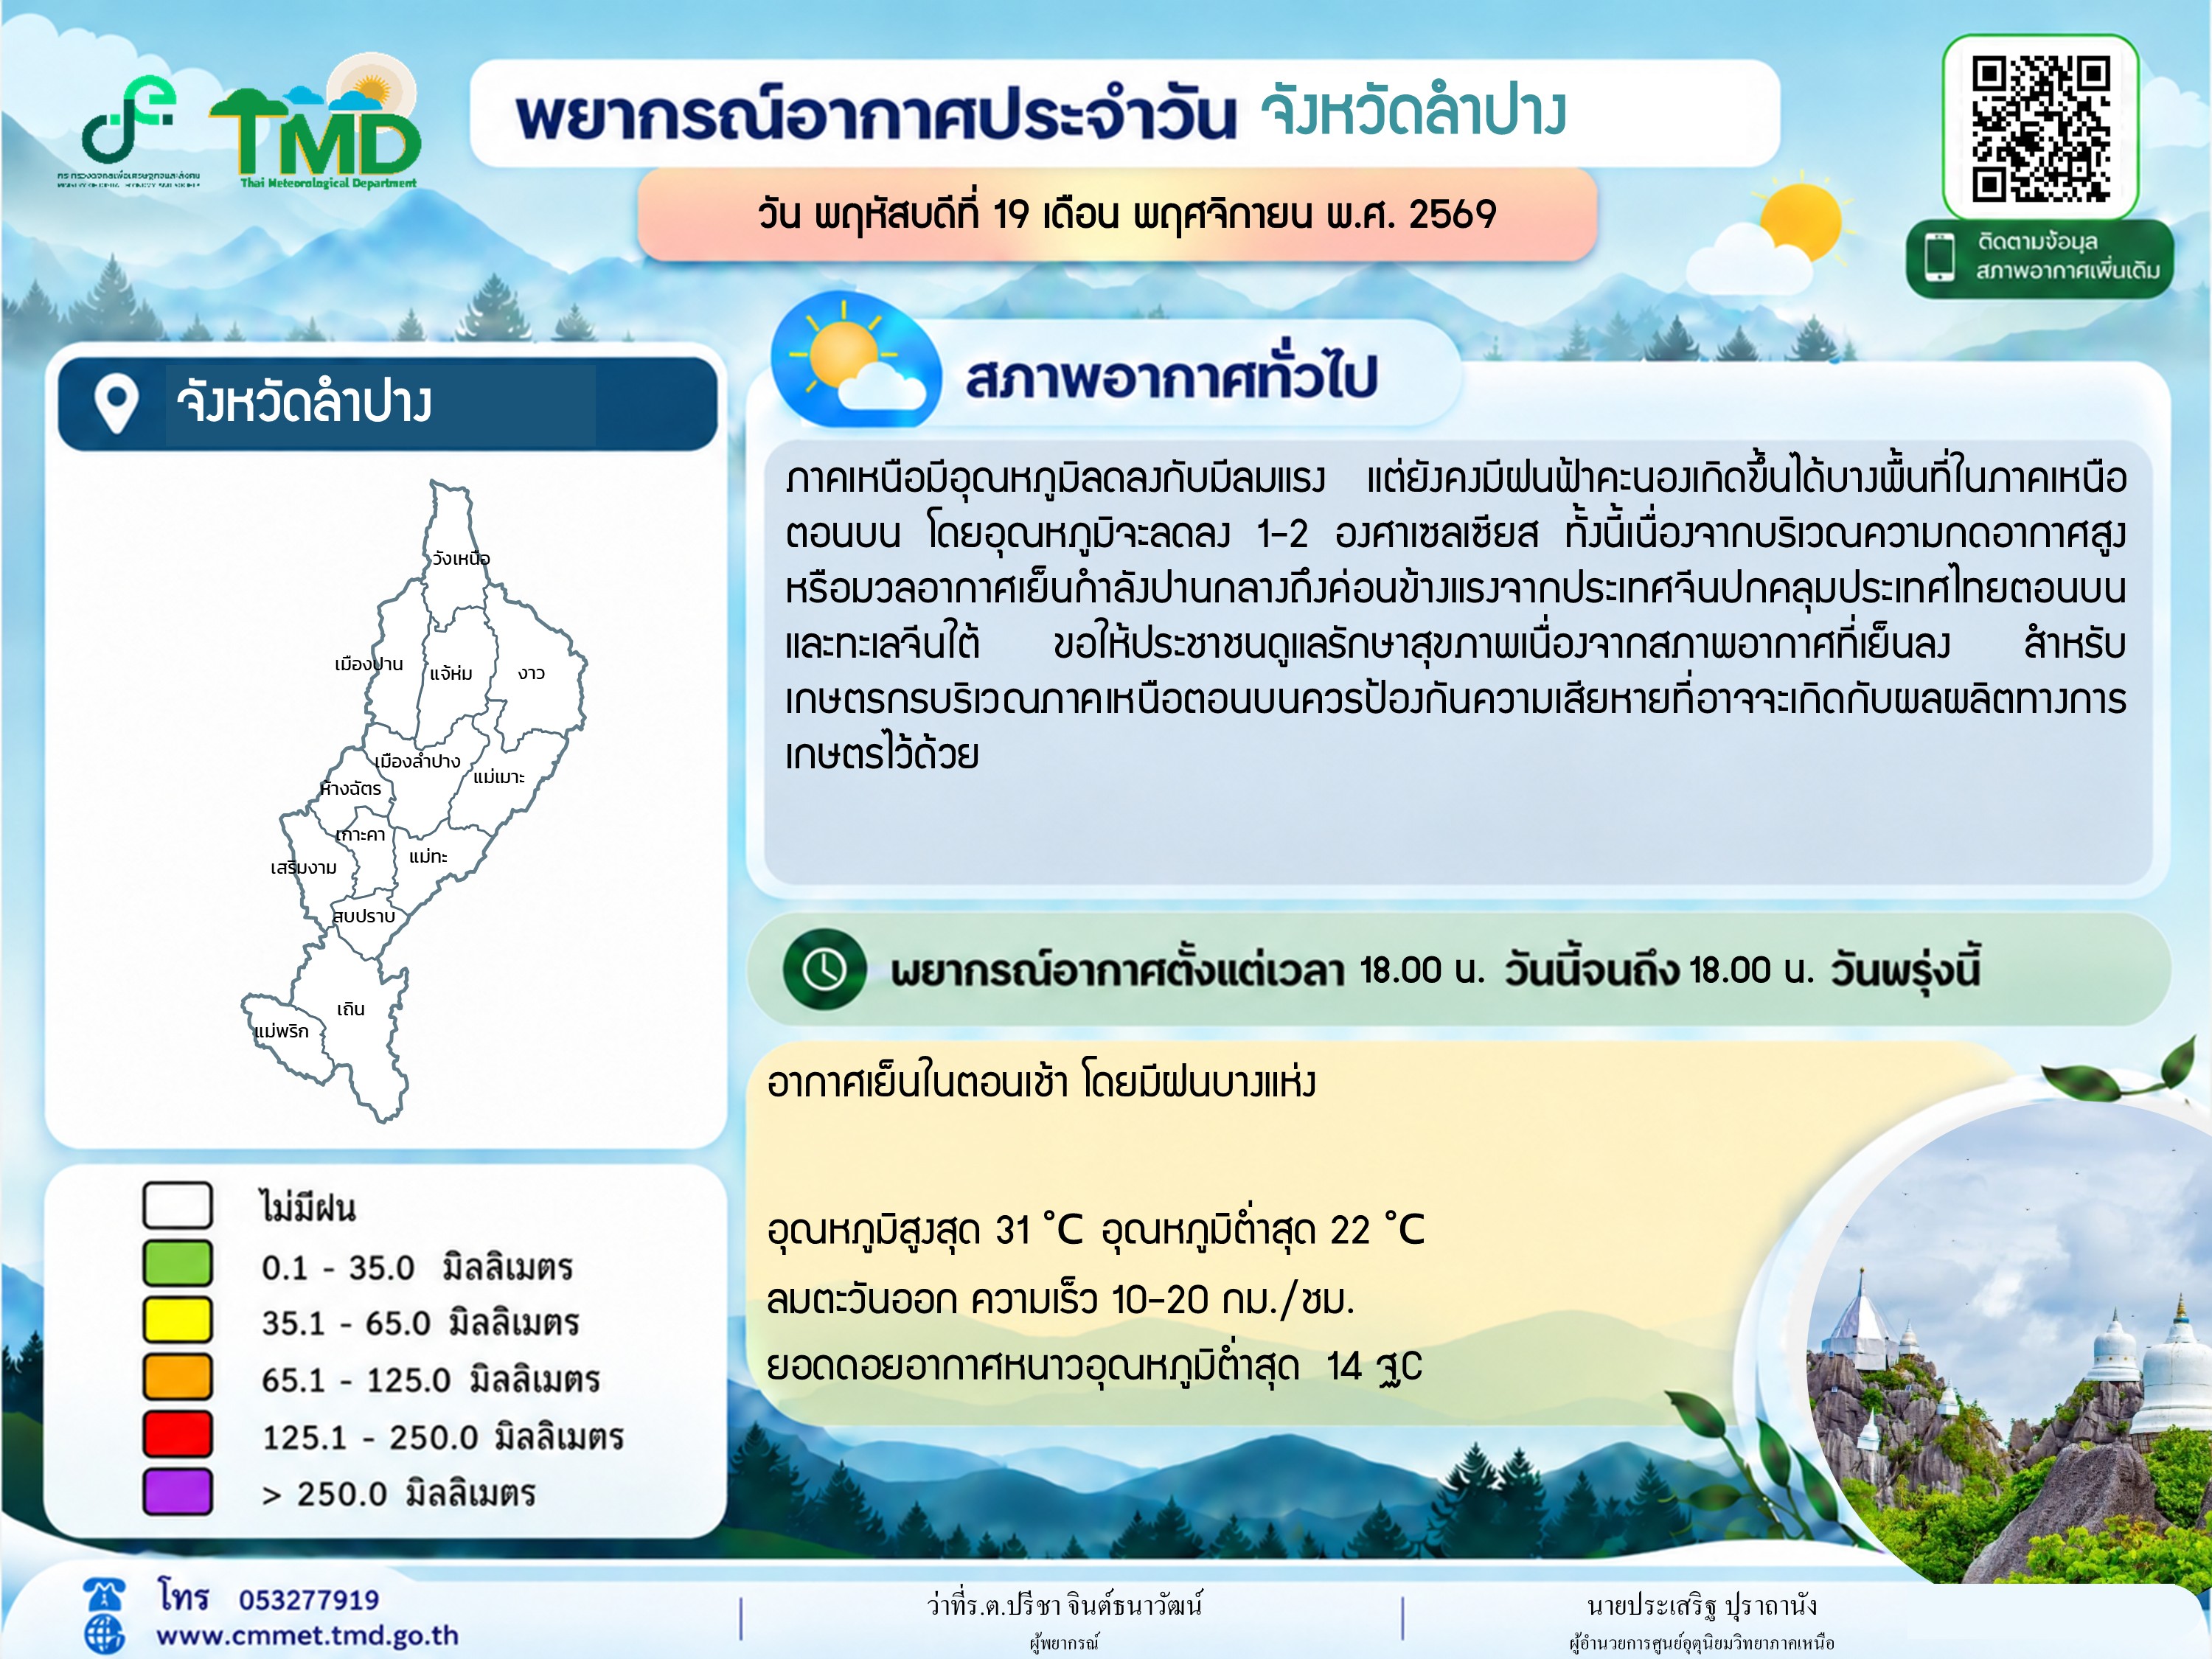 TMD
Thai Meteorological Department
พยากรณ์อากาศประจำวัน จังหวัดลำปาง
วัน พฤหัสบดีที่ 19 เดือน พฤศจิกายน พ.ศ. 2569
ติดตามข้อมูล
สภาพอากาศเพิ่มเติม
จังหวัดลำปาง
วังเหนือ
เมืองปาน
แจ้ห่ม
งาว
เมืองลำปาง
แม่เมาะ
ห้างฉัตร
เกาะคา
แม่ทะ
เสริมงาม
สบปราบ
เถิน
แม่พริก
ไม่มีฝน
0.1 - 35.0 มิลลิเมตร
35.1 - 65.0 มิลลิเมตร
65.1 - 125.0 มิลลิเมตร
125.1 - 250.0 มิลลิเมตร
> 250.0 มิลลิเมตร
สภาพอากาศทั่วไป
ภาคเหนือมีอุณหภูมิลดลงกับมีลมแรง แต่ยังคงมีฝนฟ้าคะนองเกิดขึ้นได้บางพื้นที่ในภาคเหนือ
ตอนบน โดยอุณหภูมิจะลดลง 1-2 องศาเซลเซียส ทั้งนี้เนื่องจากบริเวณความกดอากาศสูง
หรือมวลอากาศเย็นกำลังปานกลางถึงค่อนข้างแรงจากประเทศจีนปกคลุมประเทศไทยตอนบน
และทะเลจีนใต้ ขอให้ประชาชนดูแลรักษาสุขภาพเนื่องจากสภาพอากาศที่เย็นลง สำหรับ
เกษตรกรบริเวณภาคเหนือตอนบนควรป้องกันความเสียหายที่อาจจะเกิดกับผลผลิตทางการ
เกษตรไว้ด้วย
พยากรณ์อากาศตั้งแต่เวลา 18.00 น. วันนี้จนถึง 18.00 น. วันพรุ่งนี้
อากาศเย็นในตอนเช้า โดยมีฝนบางแห่ง
อุณหภูมิสูงสุด 31 °C อุณหภูมิต่ำสุด 22 °C
ลมตะวันออก ความเร็ว 10-20 กม./ชม.
ยอดดอยอากาศหนาวอุณหภูมิต่ำสุด 14 ฐC
โทร 053277919
www.cmmet.tmd.go.th
ว่าที่ร.ต.ปรีชา จินต์ธนาวัฒน์
ผู้พยากรณ์
นายประเสริฐ ปุราถานัง
ผู้อำนวยการศูนย์อุตุนิยมวิทยาภาคเหนือ